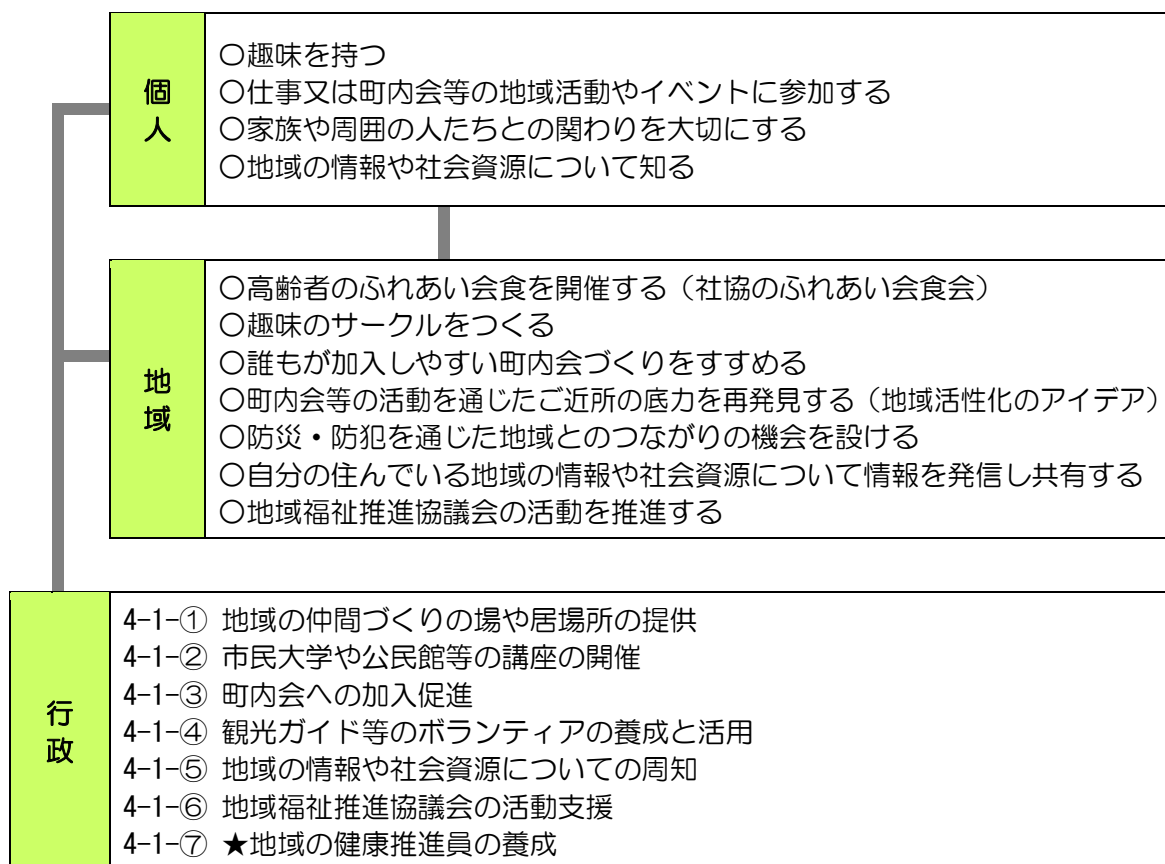 個人
〇趣味を持つ
〇仕事又は町内会等の地域活動やイベントに参加する
〇家族や周囲の人たちとの関わりを大切にする
〇地域の情報や社会資源について知る
地域
〇高齢者のふれあい会食を開催する（社協のふれあい会食会）
〇趣味のサークルをつくる
〇誰もが加入しやすい町内会づくりをすすめる
〇町内会等の活動を通じたご近所の底力を再発見する（地域活性化のアイデア）
〇防災・防犯を通じた地域とのつながりの機会を設ける
〇自分の住んでいる地域の情報や社会資源について情報を発信し共有する
〇地域福祉推進協議会の活動を推進する
行政
4-1-① 地域の仲間づくりの場や居場所の提供
4-1-② 市民大学や公民館等の講座の開催
4-1-③ 町内会への加入促進
4-1-④ 観光ガイド等のボランティアの養成と活用
4-1-⑤ 地域の情報や社会資源についての周知
4-1-⑥ 地域福祉推進協議会の活動支援
4-1-⑦ ★地域の健康推進員の養成